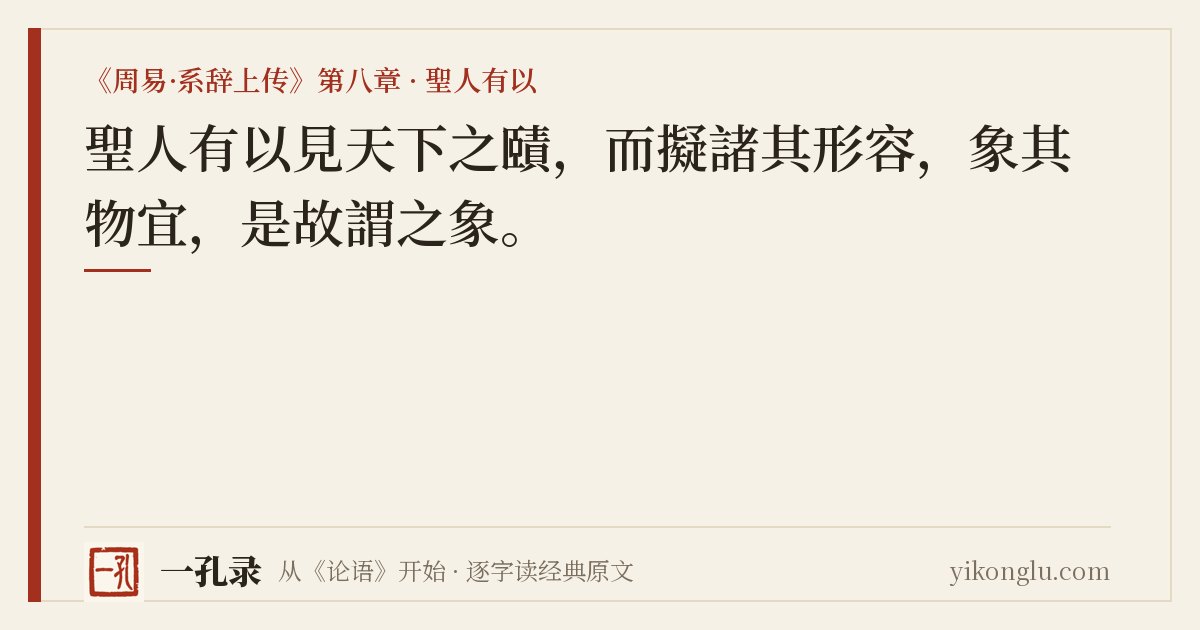 《周易·系辞上传》第八章 · 聖人有以
聖人有以見天下之賾，而擬諸其形容，象其
物宜，是故謂之象。
一孔
一孔录 从《论语》开始 · 逐字读经典原文 yikonglu.com